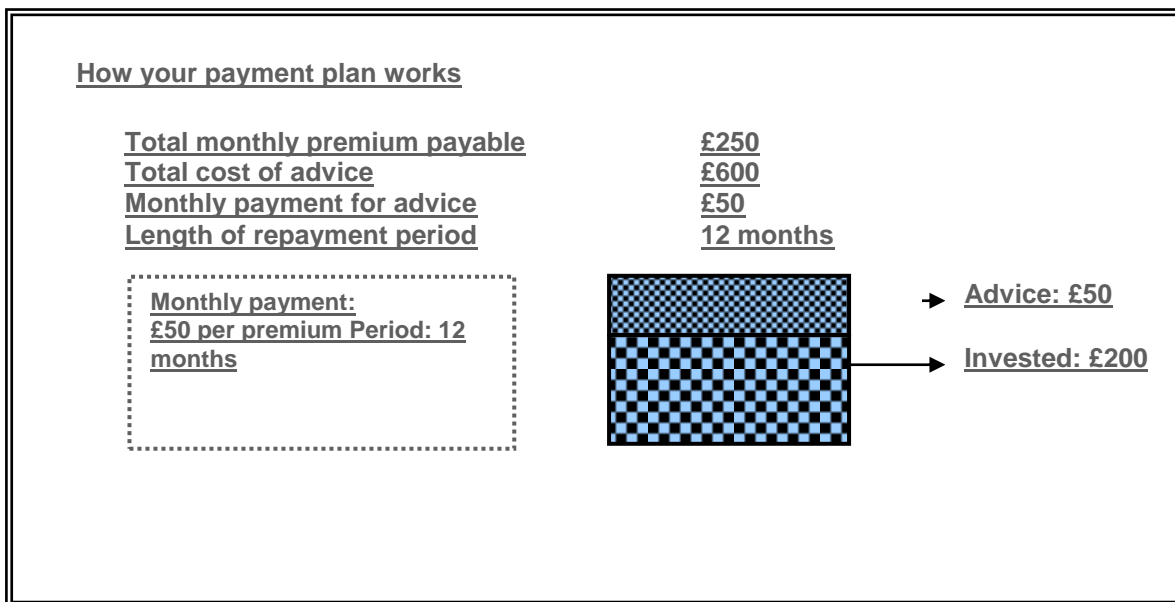 How your payment plan works
Total monthly premium payable £250
Total cost of advice £600
Monthly payment for advice £50
Length of repayment period 12 months
Monthly payment:
£50 per premium Period: 12
months
Advice: £50
Invested: £200